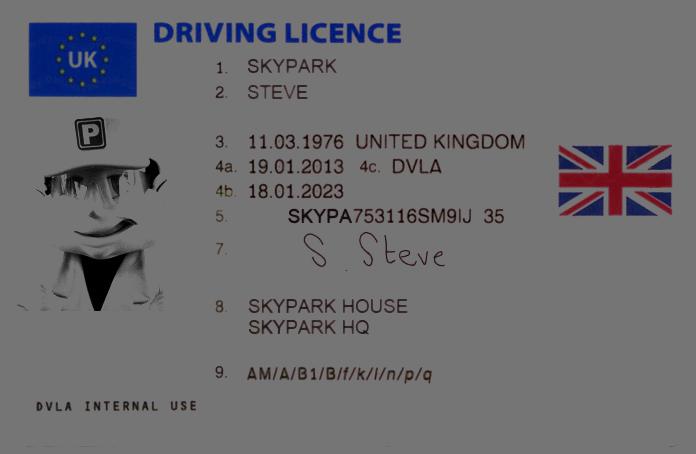 DRIVING LICENCE
UK
1. SKYPARK
2. STEVE
P
3. 11.03.1976 UNITED KINGDOM
4a. 19.01.2013 4c. DVLA
4b. 18.01.2023
5. SKYPA753116SM9IJ 35
7. S. Steve
8. SKYPARK HOUSE
SKYPARK HQ
9. AM/A/B1/B/f/k/l/n/p/q
DVLA INTERNAL USE